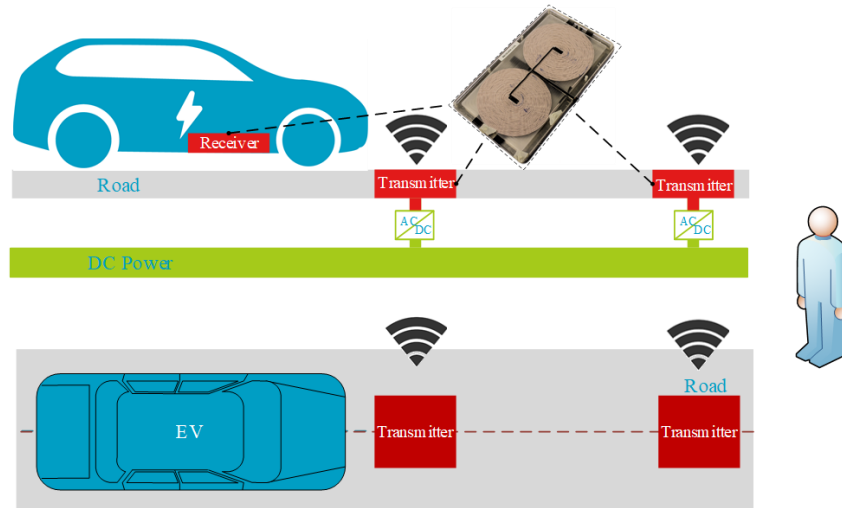 Receiver
Road
Transmitter
Transmitter
AC
DC
AC
DC
DC Power
Road
EV
Transmitter
Transmitter